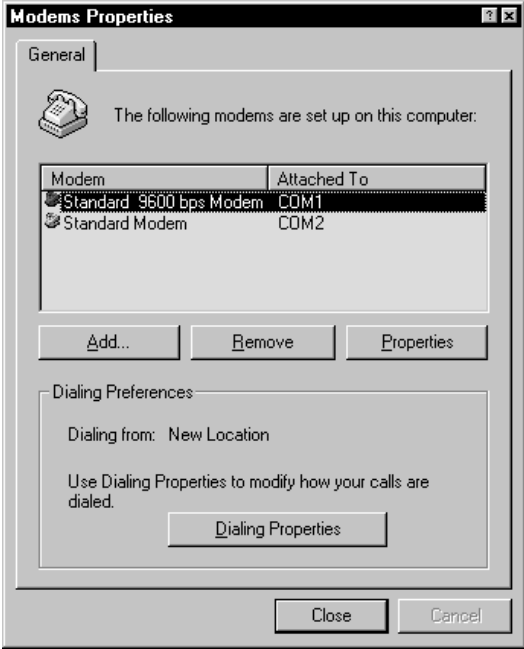 Modems Properties
General
The following modems are set up on this computer:
Modem Attached To
Standard  9600 bps Modem COM1
Standard Modem COM2
Add... Remove Properties
Dialing Preferences
Dialing from: New Location
Use Dialing Properties to modify how your calls are
dialed.
Dialing Properties
Close Cancel